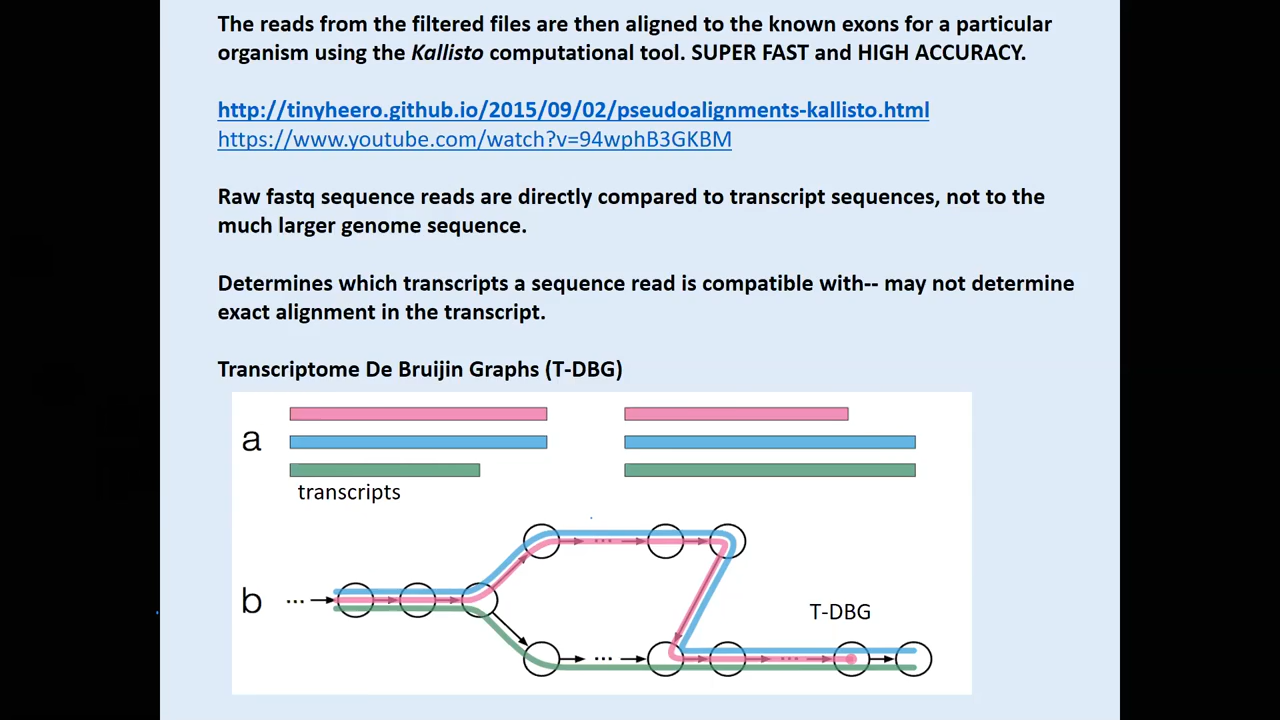 The reads from the filtered files are then aligned to the known exons for a particular
organism using the Kallisto computational tool. SUPER FAST and HIGH ACCURACY.
http://tinyheero.github.io/2015/09/02/pseudoalignments-kallisto.html
https://www.youtube.com/watch?v=94wphB3GKBM
Raw fastq sequence reads are directly compared to transcript sequences, not to the
much larger genome sequence.
Determines which transcripts a sequence read is compatible with-- may not determine
exact alignment in the transcript.
Transcriptome De Bruijin Graphs (T-DBG)
a
transcripts
...
b ...
T-DBG
...
...